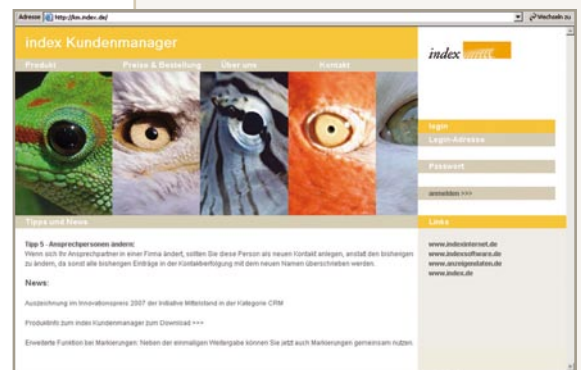 Adresse http://km.index.de/ Wechseln zu
index Kundenmanager
index
Produkt Preise & Bestellung Über uns Kontakt
login
Login-Adresse
Passwort
anmelden >>>
Tipps und News
Links
Tipp 5 - Ansprechpersonen ändern:
Wenn sich Ihr Ansprechpartner in einer Firma ändert, sollten Sie diese Person als neuen Kontakt anlegen, anstatt den bisherigen
zu ändern, da sonst alle bisherigen Einträge in der Kontaktverfolgung mit dem neuen Namen überschrieben werden.
News:
Auszeichnung im Innovationspreis 2007 der Initiative Mittelstand in der Kategorie CRM
Produktinfo zum index Kundenmanager zum Download >>>
Erweiterte Funktion bei Markierungen: Neben der einmaligen Weitergabe können Sie jetzt auch Markierungen gemeinsam nutzen.
www.indexinternet.de
www.indexsoftware.de
www.anzeigendaten.de
www.index.de